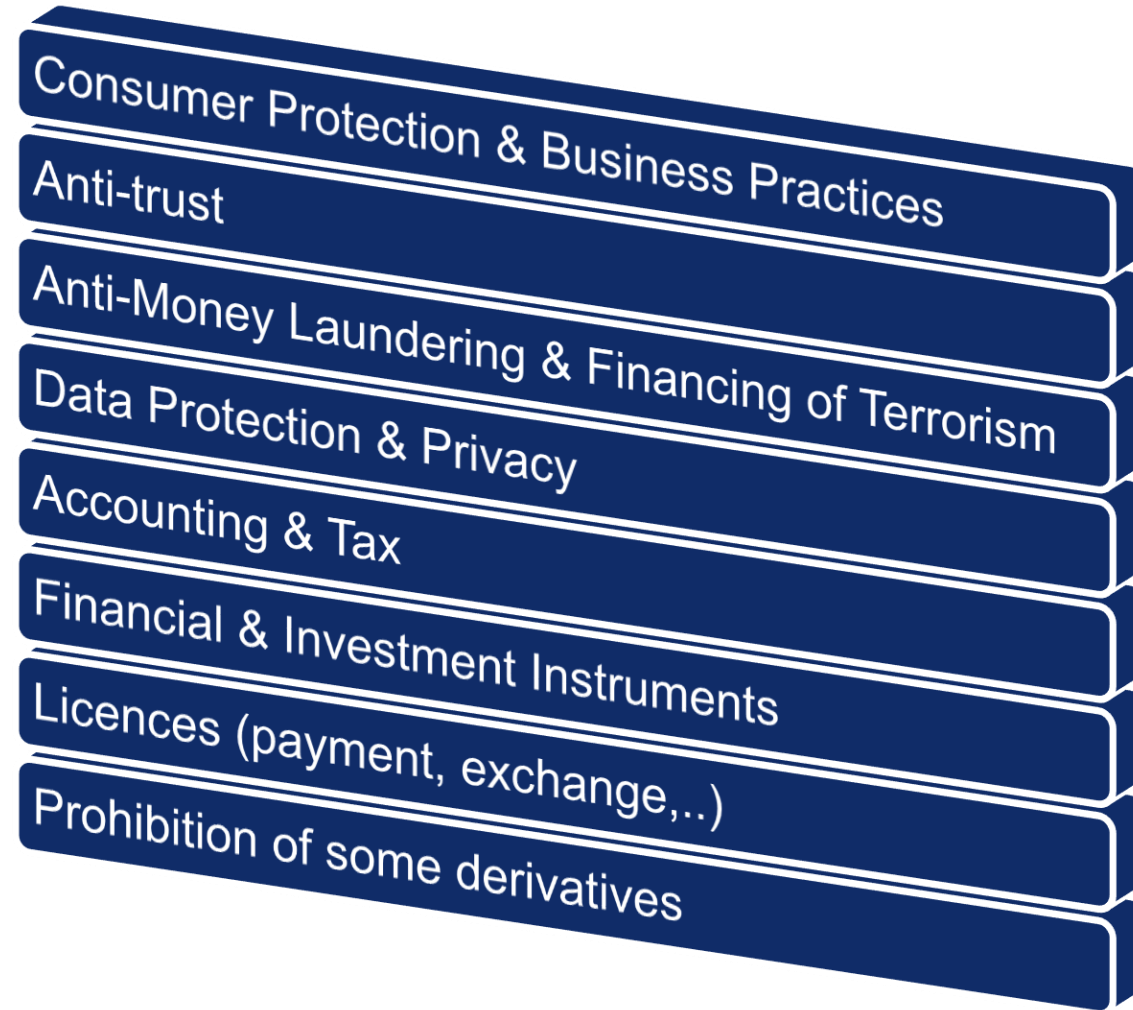 Consumer Protection & Business Practices
Anti-trust
Anti-Money Laundering & Financing of Terrorism
Data Protection & Privacy
Accounting & Tax
Financial & Investment Instruments
Licences (payment, exchange,..)
Prohibition of some derivatives